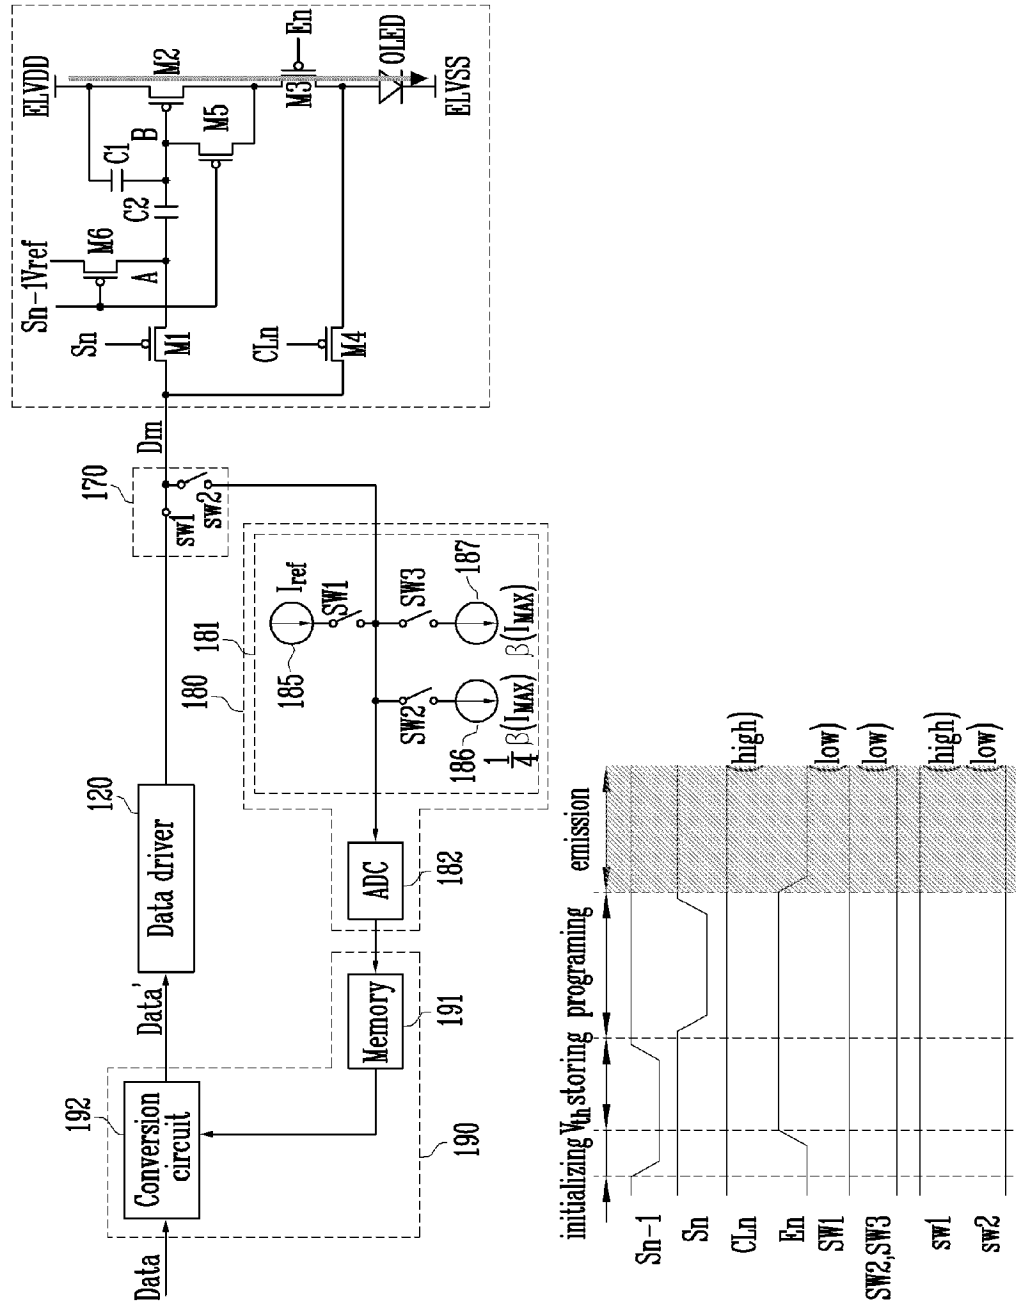 ELVDD
M2
En
OLED
M3
ELVSS
B
M5
C1
C2
Sn-1Vref
M6
A
Sn
M1
CLn
M4
Dm
170
sw1
sw2
180
181
Iref
185
SW1
SW3
187
β(IMAX)
SW2
186
1/4 β(IMAX)
120
Data driver
ADC
182
Data'
Memory
191
192
Conversion
circuit
190
Data
initializing Vth storing programing emission
Sn-1
Sn
CLn (high)
En
SW1 (low)
SW2,SW3 (low)
sw1 (high)
sw2 (low)